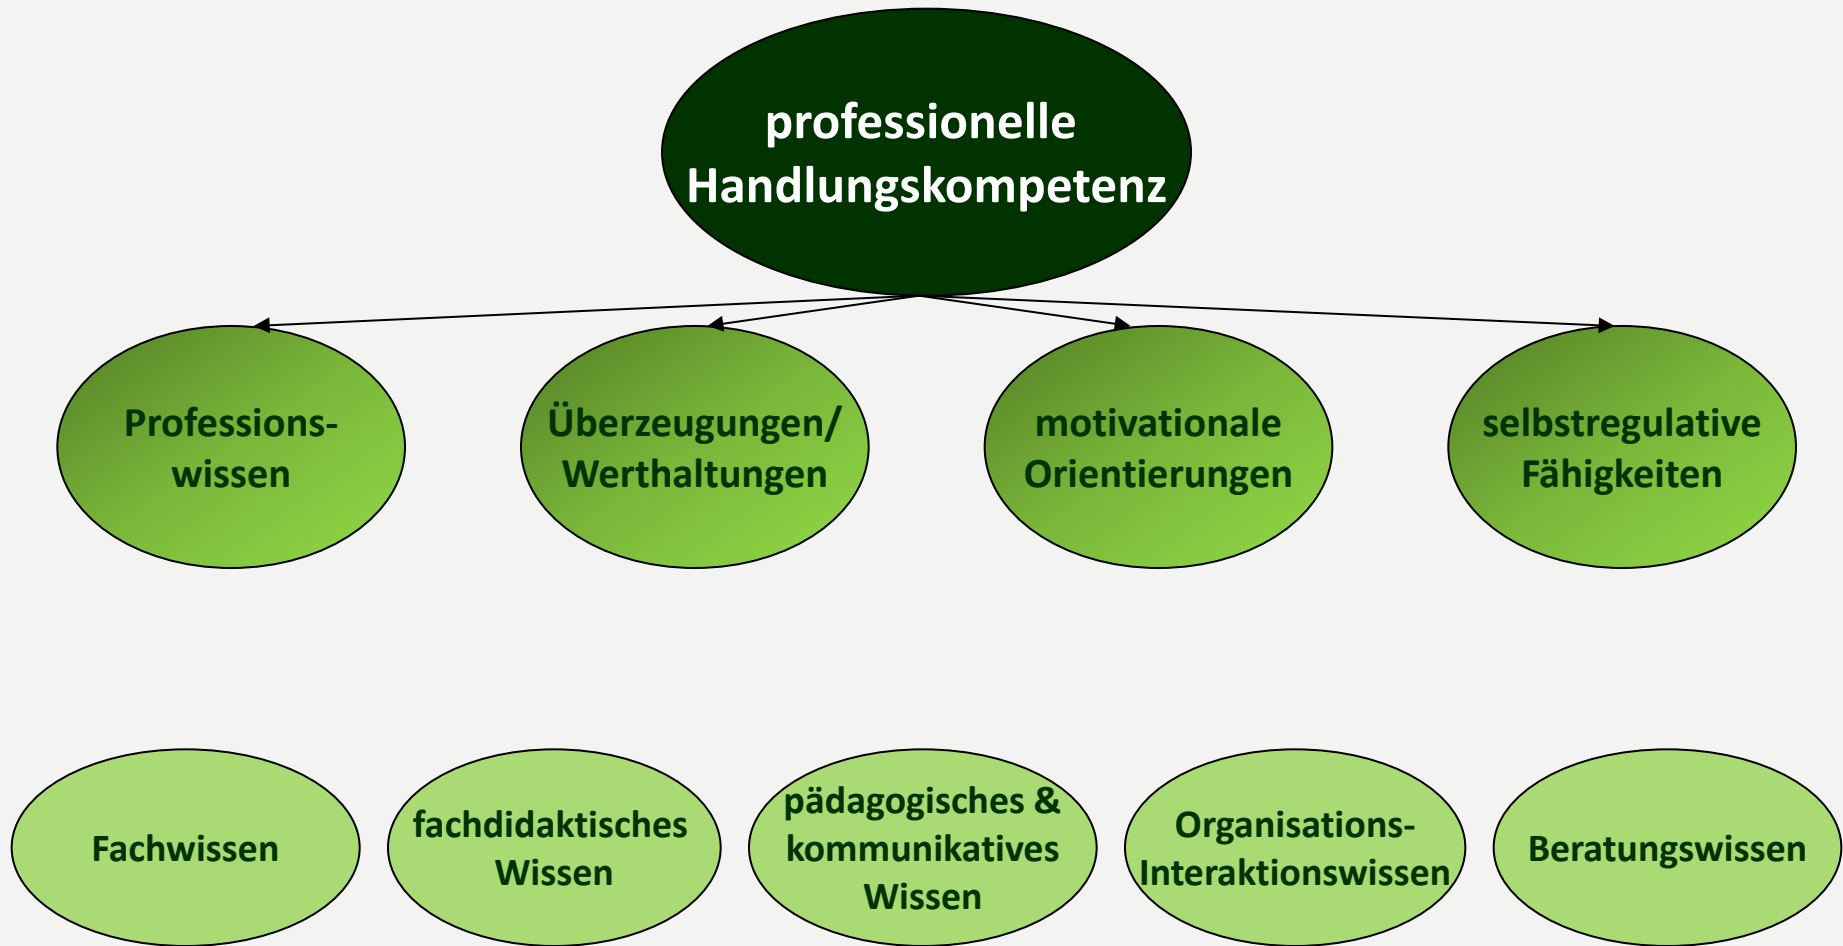 professionelle
Handlungskompetenz
Professions-
wissen
Überzeugungen/
Werthaltungen
motivationale
Orientierungen
selbstregulative
Fähigkeiten
Fachwissen
fachdidaktisches
Wissen
pädagogisches &
kommunikatives
Wissen
Organisations-
Interaktionswissen
Beratungswissen